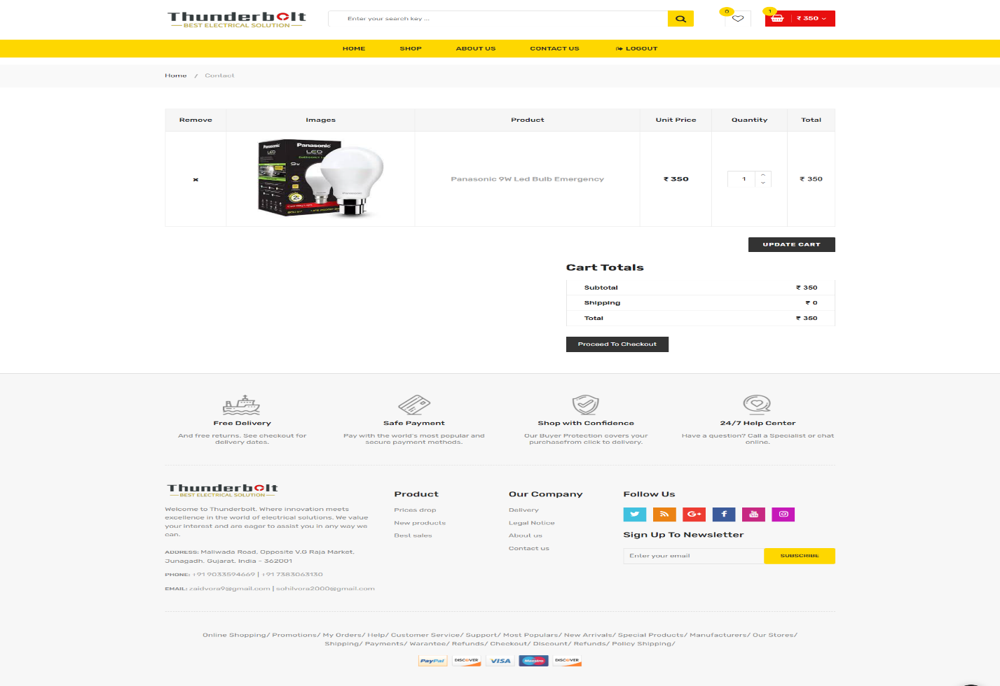 Thunderbolt
BEST ELECTRICAL SOLUTION
Enter your search key ...
0
1
₹ 350
HOME
SHOP
ABOUT US
CONTACT US
LOGOUT
Home / Contact
Remove Images Product Unit Price Quantity Total
Panasonic
Panasonic
LED
LED
9W
Panasonic
Panasonic 9W Led Bulb Emergency ₹ 350 1 ₹ 350
UPDATE CART
Cart Totals
Subtotal ₹ 350
Shipping ₹ 0
Total ₹ 350
Proceed To Checkout
Free Delivery
And free returns. See checkout for
delivery dates.
Safe Payment
Pay with the world's most popular and
secure payment methods.
Shop with Confidence
Our Buyer Protection covers your
purchasefrom click to delivery.
24/7 Help Center
Have a question? Call a Specialist or chat
online.
Thunderbolt
BEST ELECTRICAL SOLUTION
Welcome to Thunderbolt. Where innovation meets
excellence in the world of electrical solutions. We value
your interest and are eager to assist you in any way we
can.
ADDRESS: Maliwada Road, Opposite V.G Raja Market,
Junagadh, Gujarat, India - 362001
PHONE: +91 9033594669 | +91 7383063130
EMAIL: zaidvora9@gmail.com | sohilvora2000@gmail.com
Product
Prices drop
New products
Best sales
Our Company
Delivery
Legal Notice
About us
Contact us
Follow Us
G+
You
Sign Up To Newsletter
Enter your email
SUBSCRIBE
Online Shopping/ Promotions/ My Orders/ Help/ Customer Service/ Support/ Most Populars/ New Arrivals/ Special Products/ Manufacturers/ Our Stores/
Shipping/ Payments/ Warantee/ Refunds/ Checkout/ Discount/ Refunds/ Policy Shipping/
PayPal DISCOVER VISA Maestro DISCOVER